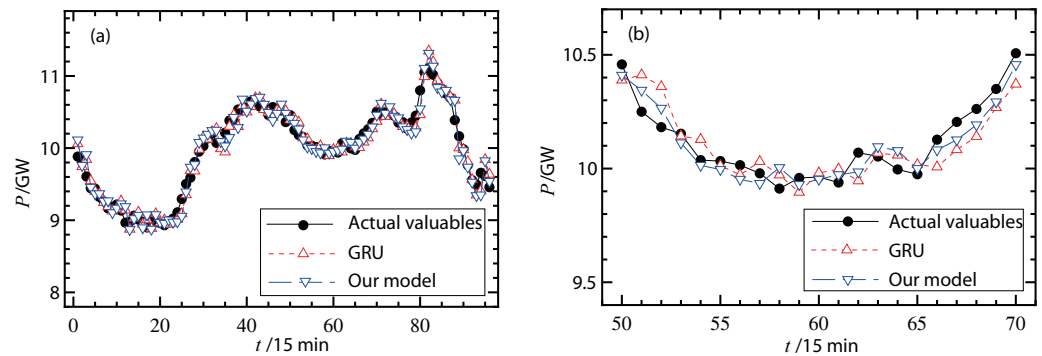 (a)
P/GW
11
10
9
8
0 20 40 60 80
t /15 min
Actual valuables
GRU
Our model
(b)
P/GW
10.5
10
9.5
50 55 60 65 70
t /15 min
Actual valuables
GRU
Our model